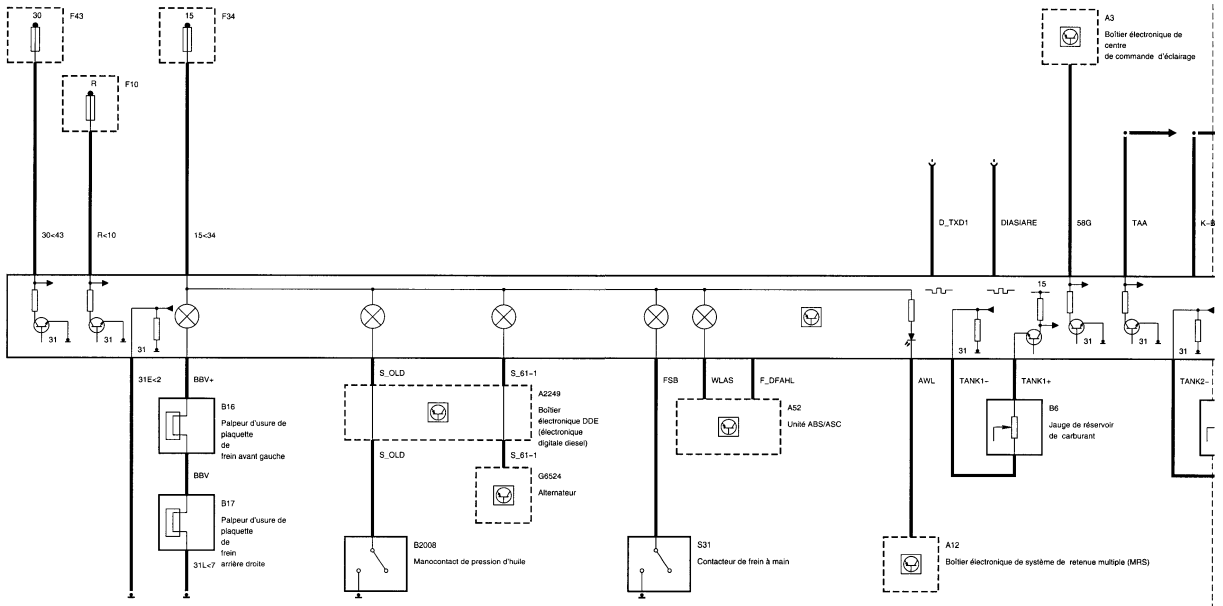 30
F43
15
F34
R
F10
A3
Boîtier électronique de
centre
de commande d'éclairage
30<43
R<10
15<34
D_TXD1
DIASIARE
58G
TAA
15
31
31
31
31
31
31
31
31E<2
BBV+
S_OLD
S_61-1
FSB
WLAS
F_DFAHL
AWL
TANK1-
TANK1+
TANK2-
B16
Palpeur d'usure de
plaquette
de
frein avant gauche
A2249
Boîtier
électronique DDE
(électronique
digitale diesel)
A52
Unité ABS/ASC
B6
Jauge de réservoir
de carburant
BBV
S_OLD
S_61-1
G6524
Alternateur
B17
Palpeur d'usure de
plaquette
de
frein
arrière droite
31L<7
B2008
Manocontact de pression d'huile
S31
Contacteur de frein à main
A12
Boîtier électronique de système de retenue multiple (MRS)